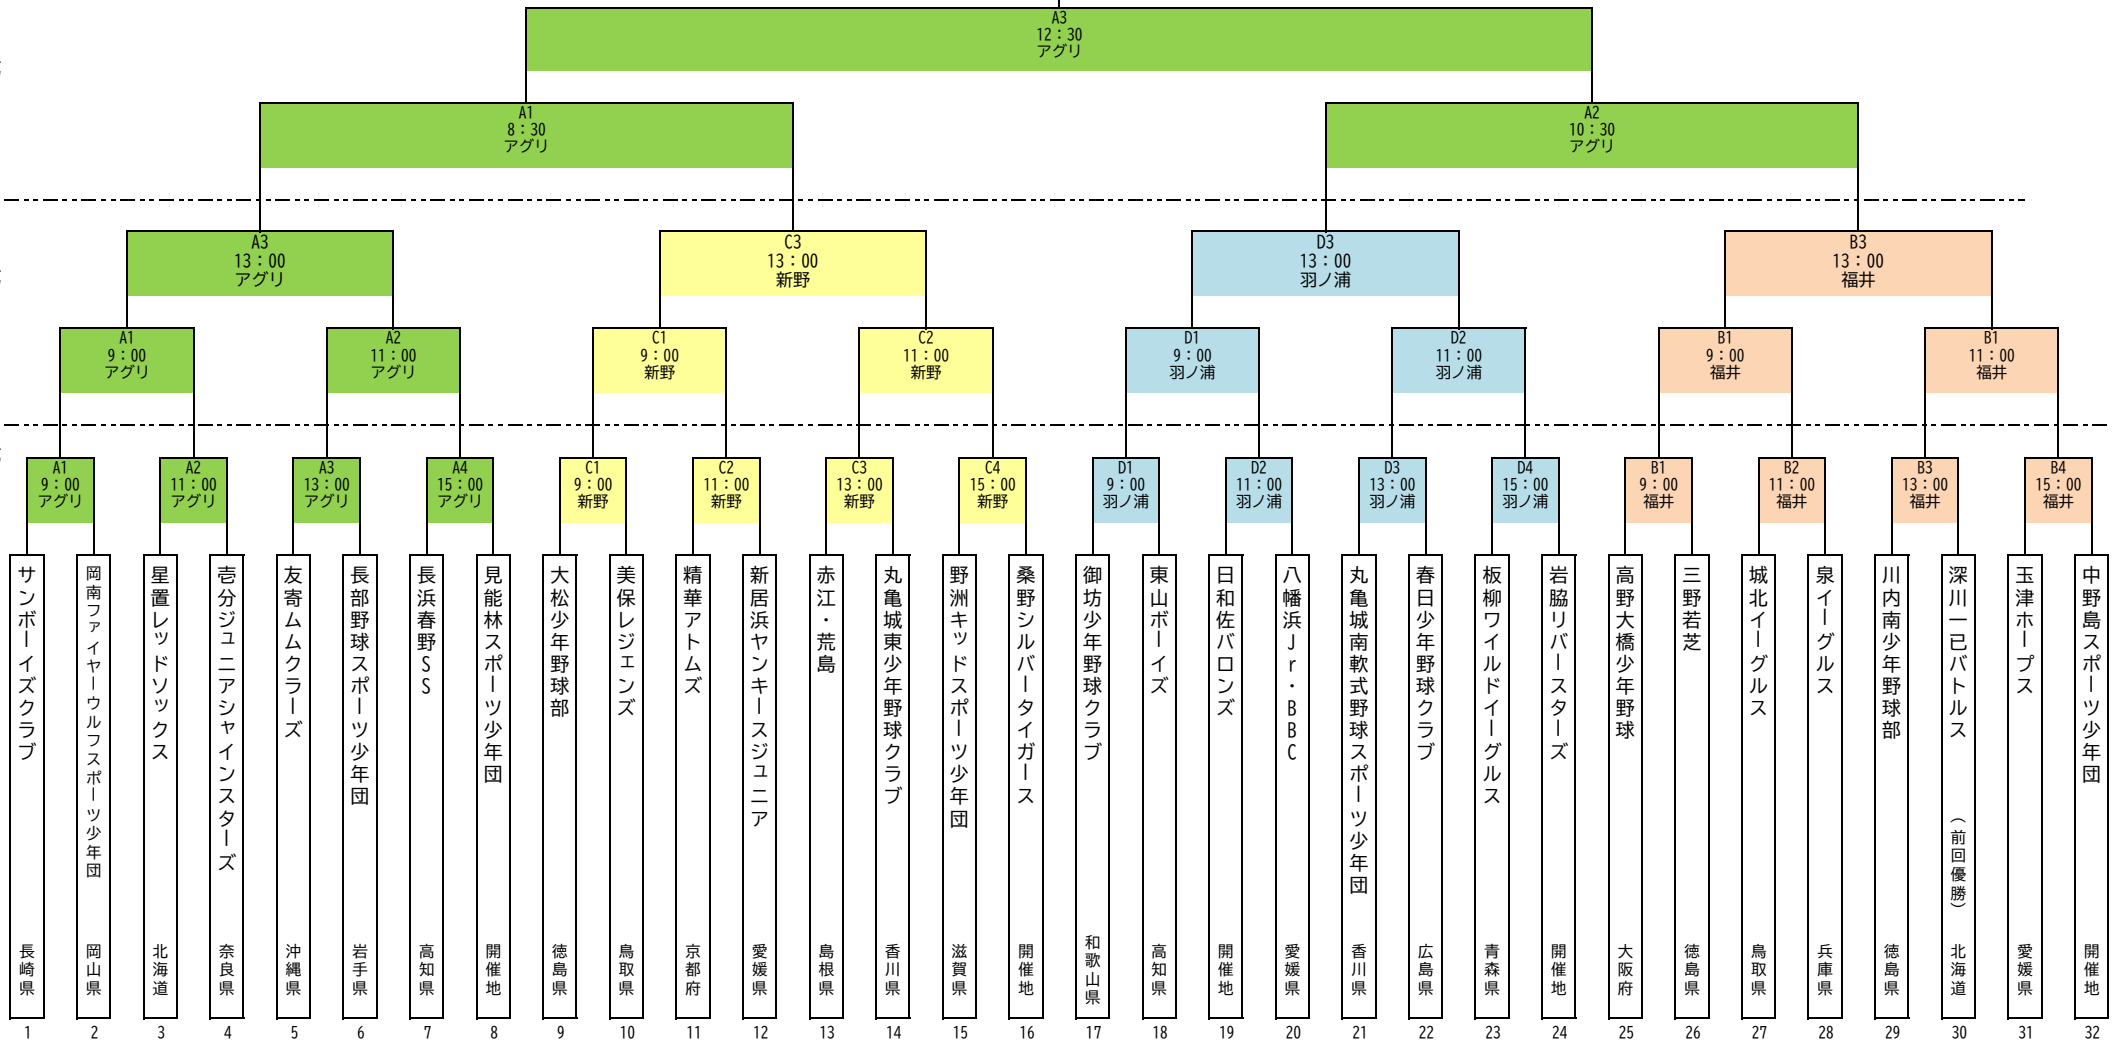 A3
12：30
アグリ
A1
8：30
アグリ
A2
10：30
アグリ
A3
13：00
アグリ
C3
13：00
新野
D3
13：00
羽ノ浦
B3
13：00
福井
A1
9：00
アグリ
A2
11：00
アグリ
C1
9：00
新野
C2
11：00
新野
D1
9：00
羽ノ浦
D2
11：00
羽ノ浦
B1
9：00
福井
B1
11：00
福井
A1
9：00
アグリ
A2
11：00
アグリ
A3
13：00
アグリ
A4
15：00
アグリ
C1
9：00
新野
C2
11：00
新野
C3
13：00
新野
C4
15：00
新野
D1
9：00
羽ノ浦
D2
11：00
羽ノ浦
D3
13：00
羽ノ浦
D4
15：00
羽ノ浦
B1
9：00
福井
B2
11：00
福井
B3
13：00
福井
B4
15：00
福井
サンボーイズクラブ
長崎県
1
岡南ファイヤーウルフスポーツ少年団
岡山県
2
星置レッドソックス
北海道
3
壱分ジュニアシャインスターズ
奈良県
4
友寄ムムクラーズ
沖縄県
5
長部野球スポーツ少年団
岩手県
6
長浜春野SS
高知県
7
見能林スポーツ少年団
開催地
8
大松少年野球部
徳島県
9
美保レジェンズ
鳥取県
10
精華アトムズ
京都府
11
新居浜ヤンキースジュニア
愛媛県
12
赤江・荒島
島根県
13
丸亀城東少年野球クラブ
香川県
14
野洲キッドスポーツ少年団
滋賀県
15
桑野シルバータイガース
開催地
16
御坊少年野球クラブ
和歌山県
17
東山ボーイズ
高知県
18
日和佐バロンズ
開催地
19
八幡浜Jr・BBC
愛媛県
20
丸亀城南軟式野球スポーツ少年団
香川県
21
春日少年野球クラブ
広島県
22
板柳ワイルドイーグルス
青森県
23
岩脇リバースターズ
開催地
24
高野大橋少年野球
大阪府
25
三野若芝
徳島県
26
城北イーグルス
鳥取県
27
泉イーグルス
兵庫県
28
川内南少年野球部
徳島県
29
深川一已バトルス （前回優勝）
北海道
30
玉津ホープス
愛媛県
31
中野島スポーツ少年団
開催地
32